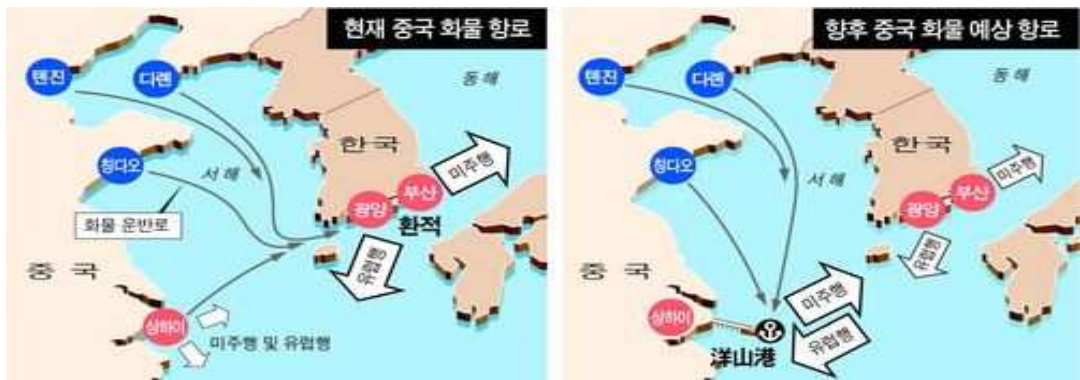 현재 중국 화물 항로
텐진
다롄
동해
한국
칭다오
서해
미주행
부산
광양
환적
화물 운반로
유럽행
중국
상하이
미주행 및 유럽행
향후 중국 화물 예상 항로
텐진
다롄
동해
한국
칭다오
서해
미주행
부산
광양
유럽행
중국
미주행
상하이
유럽행
洋山港